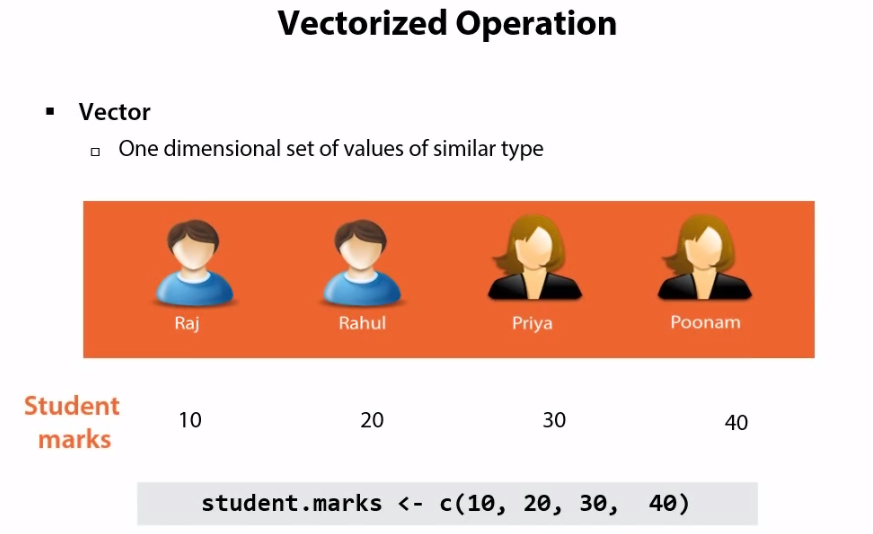 Vectorized Operation
▪ Vector
▫ One dimensional set of values of similar type
Raj Rahul Priya Poonam
Student marks
10 20 30 40
student.marks <- c(10, 20, 30, 40)